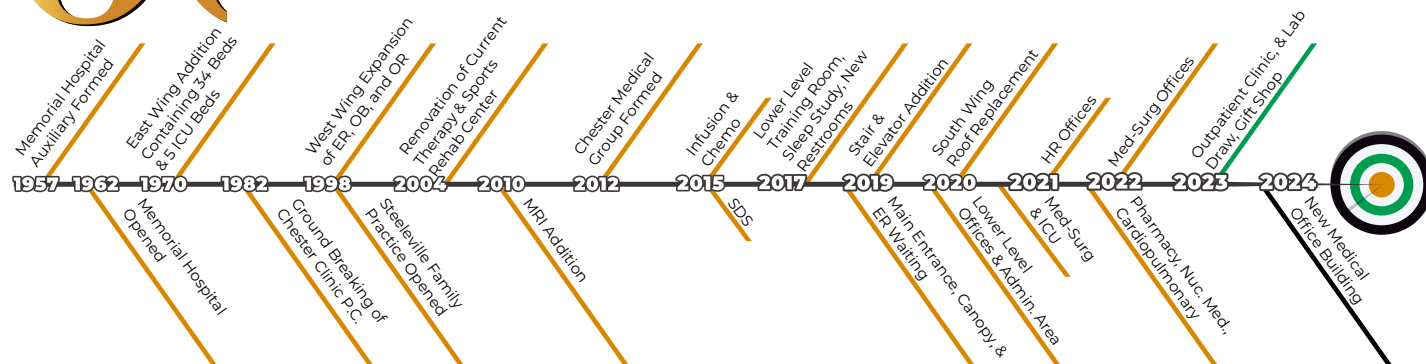 Memorial Hospital
Auxiliary Formed
East Wing Addition
Containing 34 Beds
& 5 ICU Beds
West Wing Expansion
of ER, OB, and OR
Renovation of Current
Therapy & Sports
Rehab Center
Chester Medical
Group Formed
Infusion &
Chemo
Lower Level
Training Room,
Sleep Study, New
Restrooms
Stair &
Elevator Addition
South Wing
Roof Replacement
HR Offices
Med-Surg Offices
Outpatient Clinic, & Lab
Draw, Gift Shop
1957 1962 1970 1982 1998 2004 2010 2012 2015 2017 2019 2020 2021 2022 2023 2024
Memorial Hospital
Opened
Ground Breaking of
Chester Clinic P.C.
Steeleville Family
Practice Opened
MRI Addition
SDS
Main Entrance, Canopy, &
ER Waiting
Lower Level
Offices & Admin. Area
Med-Surg
& ICU
Pharmacy, Nuc. Med.,
Cardiopulmonary
New Medical
Office Building